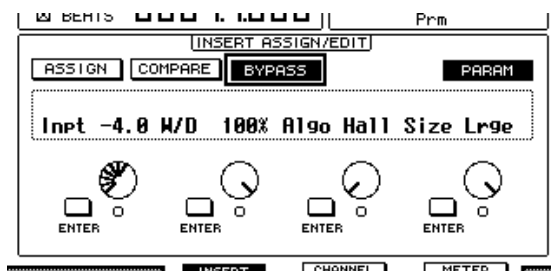 BEATS
Prm
INSERT ASSIGN/EDIT
ASSIGN COMPARE BYPASS PARAM
Inpt -4.0 W/D 100% Algo Hall Size Lrge
ENTER ENTER ENTER ENTER
INSERT CHANNEL METER